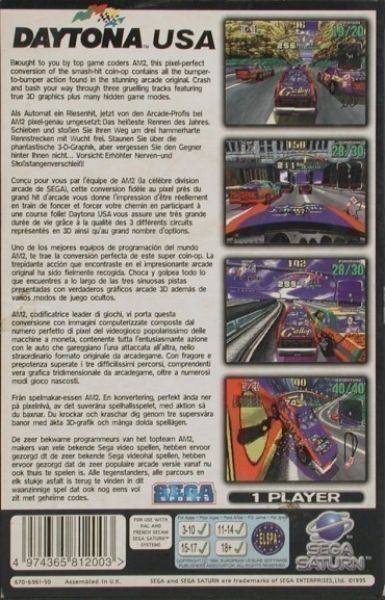 DAYTONA USA
Brought to you by top game coders AM2, this pixel-perfect
conversion of the smash-hit coin-op contains all the bumper-
to-bumper action found in the stunning arcade original. Crash
and bash your way through three gruelling tracks featuring
true 3D graphics plus many hidden game modes.
Als Automat ein Riesenhit, jetzt von den Arcade-Profis bei
AM2 pixel-genau umgesetzt: Das heißeste Rennen des Jahres.
Schieben und stoßen Sie Ihren Weg um drei hammerharte
Rennstrecken mit Wucht frei. Staunen Sie über die
phantastische 3-D-Grafik, aber vergessen Sie den Gegner
hinter Ihnen nicht... Vorsicht: Erhöhter Nerven-und
Stoßstangenverschleiß!
Conçu pour vous par l'équipe de AM2 (la célèbre division
arcade de SEGA), cette conversion fidèle au pixel près du
grand hit d'arcade vous donne l'impression d'être réellement
en train de foncer et forcer votre chemin en participant à
une course folle! Daytona USA vous assure une très grande
durée de vie grâce à la qualité des 3 différents circuits
représentés en 3D ainsi qu'au grand nombre d'options.
Uno de los mejores equipos de programación del mundo
AM2, te trae la conversión perfecta de este super coin-op. La
trepidante acción que encontraste en el impresionante arcade
original ha sido fielmente recogida. Choca y golpea todo lo
que encuentres a lo largo de las tres sinuosas pistas
presentadas con verdaderos gráficos arcade 3D además de
varios modos de juego ocultos.
AM2, codificatrice leader di giochi, vi porta questa
conversione con immagini computerizzate composte dal
numero perfetto di pixel del videogioco popolarissimo delle
macchine a moneta, contenente tutta l'entusiasmante azione
con le auto che gareggiano l'una attaccata all'altra, nello
straordinario formato originale da arcade. Con fragore e
prepotenza superate i tre difficilissimi percorsi, comprendenti
vera grafica tridimensionale da arcade, oltre a numerosi
modi gioco nascosti.
Från spelmakar-essen AM2. En konvertering, perfekt ända ner
på pixelnivå, av det suveräna spelhallsspelet, med action så
du baxnar. Du krockar och kraschar dig genom tre supersvåra
banor med äkta 3D-grafik och många dolda spellägen.
De zeer bekwame programmeurs van het topteam AM2,
makers van vele bekende Sega video spellen, hebben ervoor
gezorgd dat de zeer populaire arcade versie vanaf nu
ook thuis te spelen is. Alle tegenstanders, alle parcours en
elk stukje asfalt is terug te vinden in dit
waanzinnige spel dat ook nog eens vol
zit met geheime codes.
19/20
28/30
28/30
40/40
SEGA
SPORTS
1 PLAYER
4 974365 812003 >
USE WITH
PAL AND
FRENCH SECAM
SEGA SATURN
SYSTEMS
3-10
11-14
15-17
18+
ELSPA
SEGA SATURN
670-6961-50
Assembled in U.K.
SEGA and SEGA SATURN are trademarks of SEGA ENTERPRISES, Ltd. ©1995